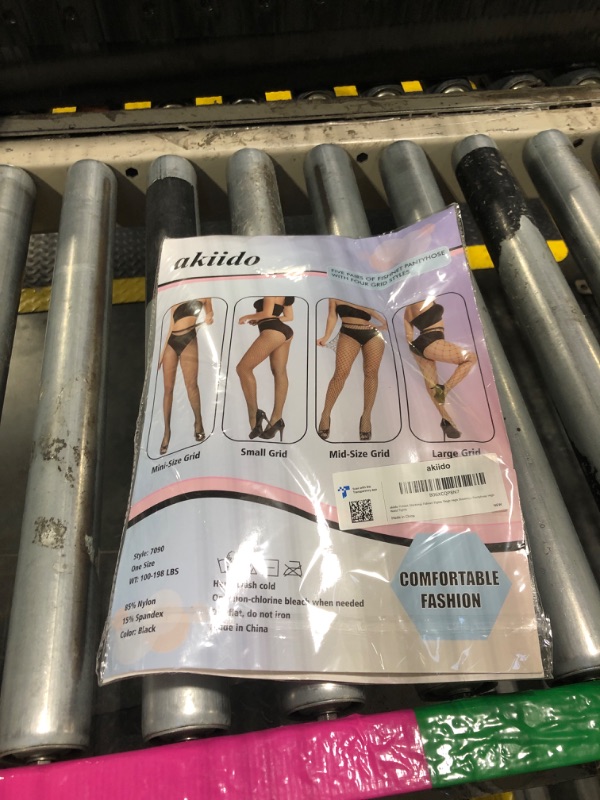 akiido
FIVE PAIRS OF FISHNET PANTYHOSE
WITH FOUR GRID STYLES
Mini-Size Grid
Small Grid
Mid-Size Grid
Large Grid
akiido
Style: 7090
One Size
WT: 100-198 LBS
85% Nylon
15% Spandex
Color: Black
wash cold
non-chlorine bleach when needed
flat, do not iron
Made in China
COMFORTABLE
FASHION